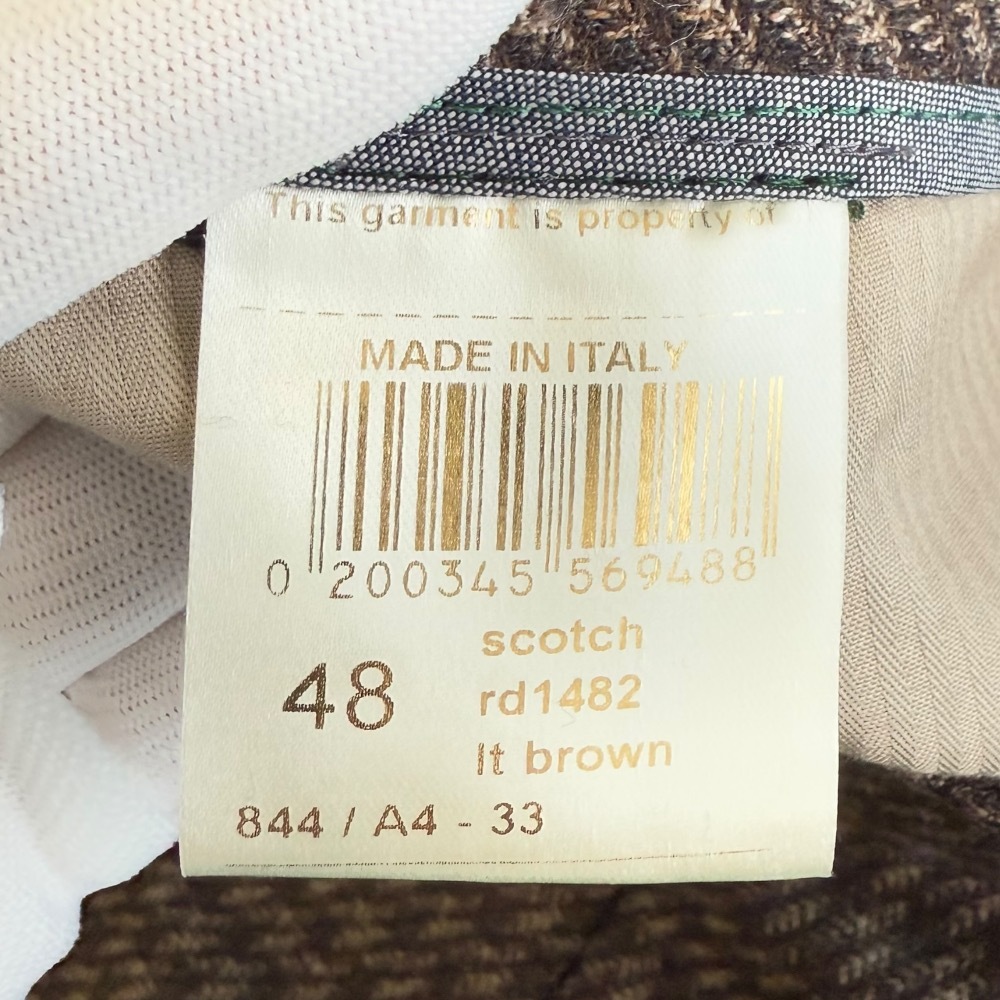 This garment is property of
MADE IN ITALY
0 200345 569488
scotch
48
rd1482
lt brown
844 / A4 - 33